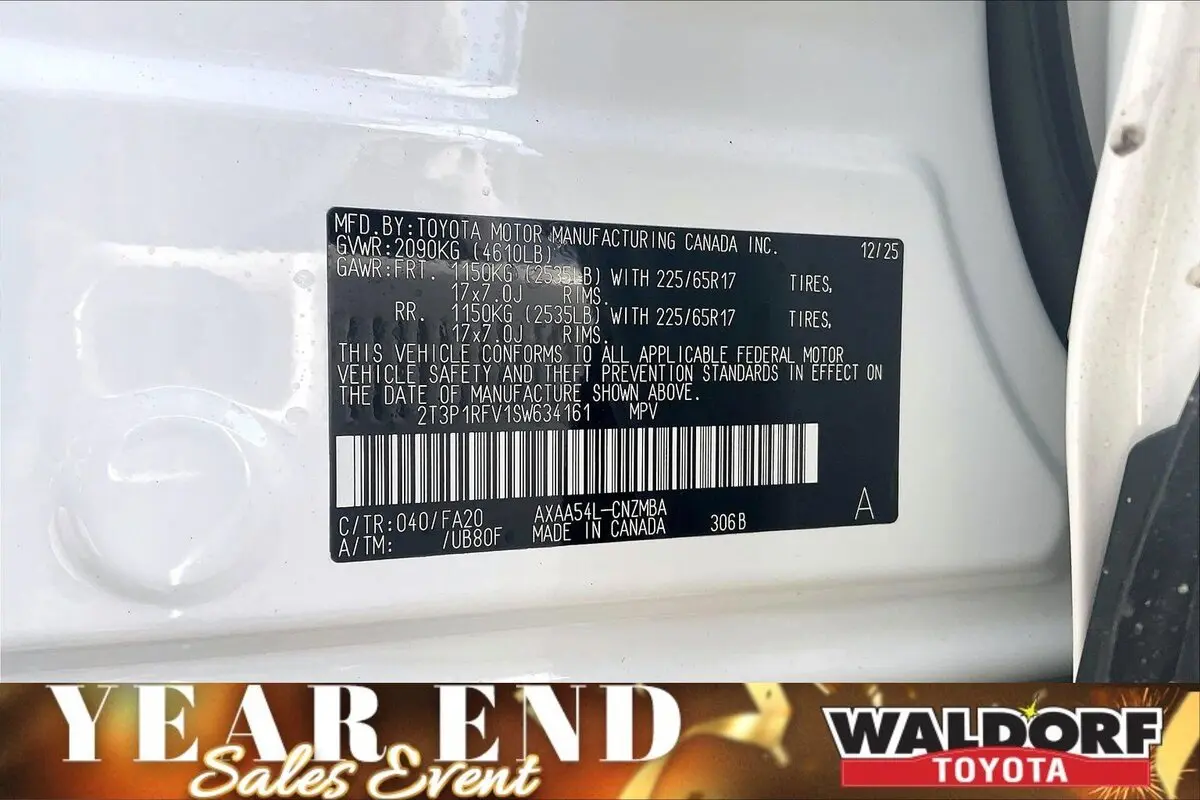 MFD.BY:TOYOTA MOTOR MANUFACTURING CANADA INC. 12/25
GVWR:2090KG (4610LB)
GAWR:FRT. 1150KG (2535LB) WITH 225/65R17 TIRES,
17x7.0J RIMS.
RR. 1150KG (2535LB) WITH 225/65R17 TIRES,
17x7.0J RIMS.
THIS VEHICLE CONFORMS TO ALL APPLICABLE FEDERAL MOTOR
VEHICLE SAFETY AND THEFT PREVENTION STANDARDS IN EFFECT ON
THE DATE OF MANUFACTURE SHOWN ABOVE.
2T3P1RFV1SW634161 MPV
C/TR:040/FA20 AXAA54L-CNZMBA 306B A
A/TM: /UB80F MADE IN CANADA
YEAR END
Sales Event
WALDORF
TOYOTA